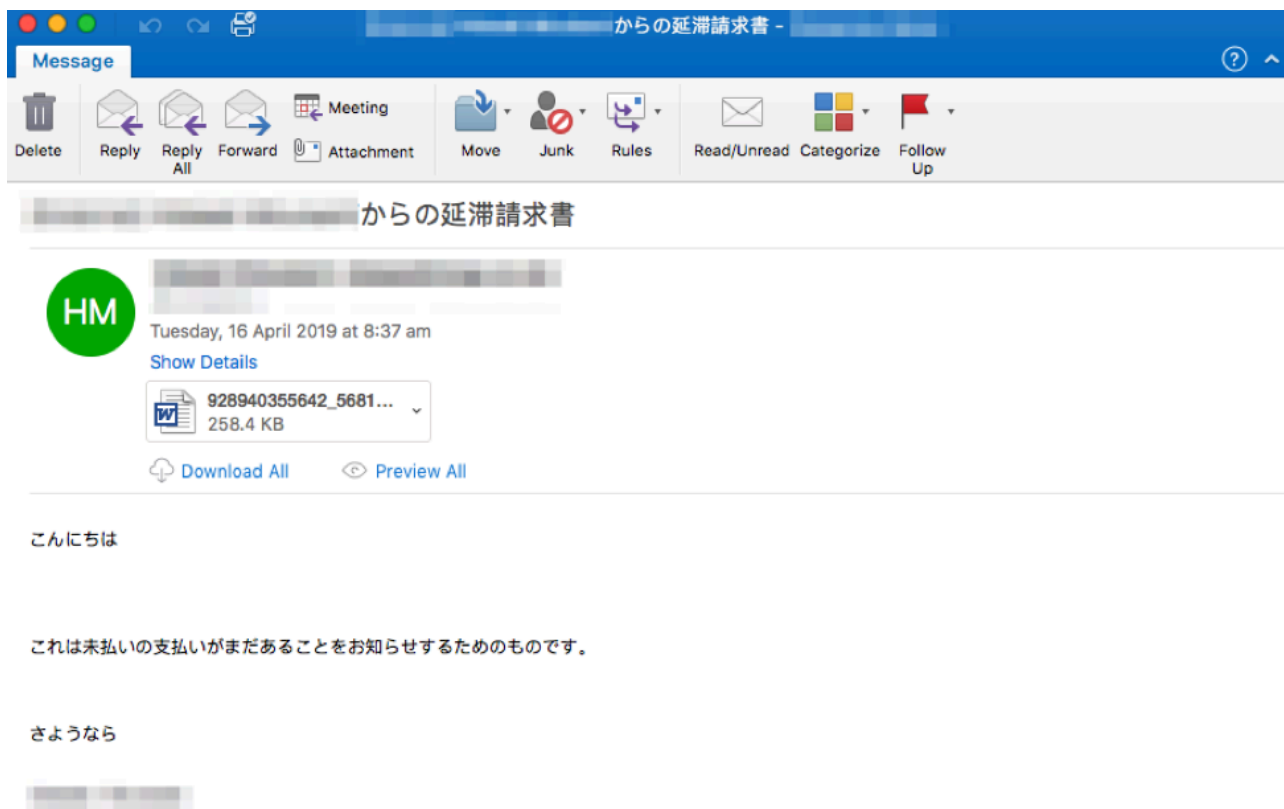 からの延滞請求書 -
Message
?
Meeting
Attachment
Delete
Reply
Reply All
Forward
Move
Junk
Rules
Read/Unread
Categorize
Follow Up
からの延滞請求書
HM
Tuesday, 16 April 2019 at 8:37 am
Show Details
928940355642_5681...
258.4 KB
Download All
Preview All
こんにちは
これは未払いの支払いがまだあることをお知らせするためのものです。
さようなら